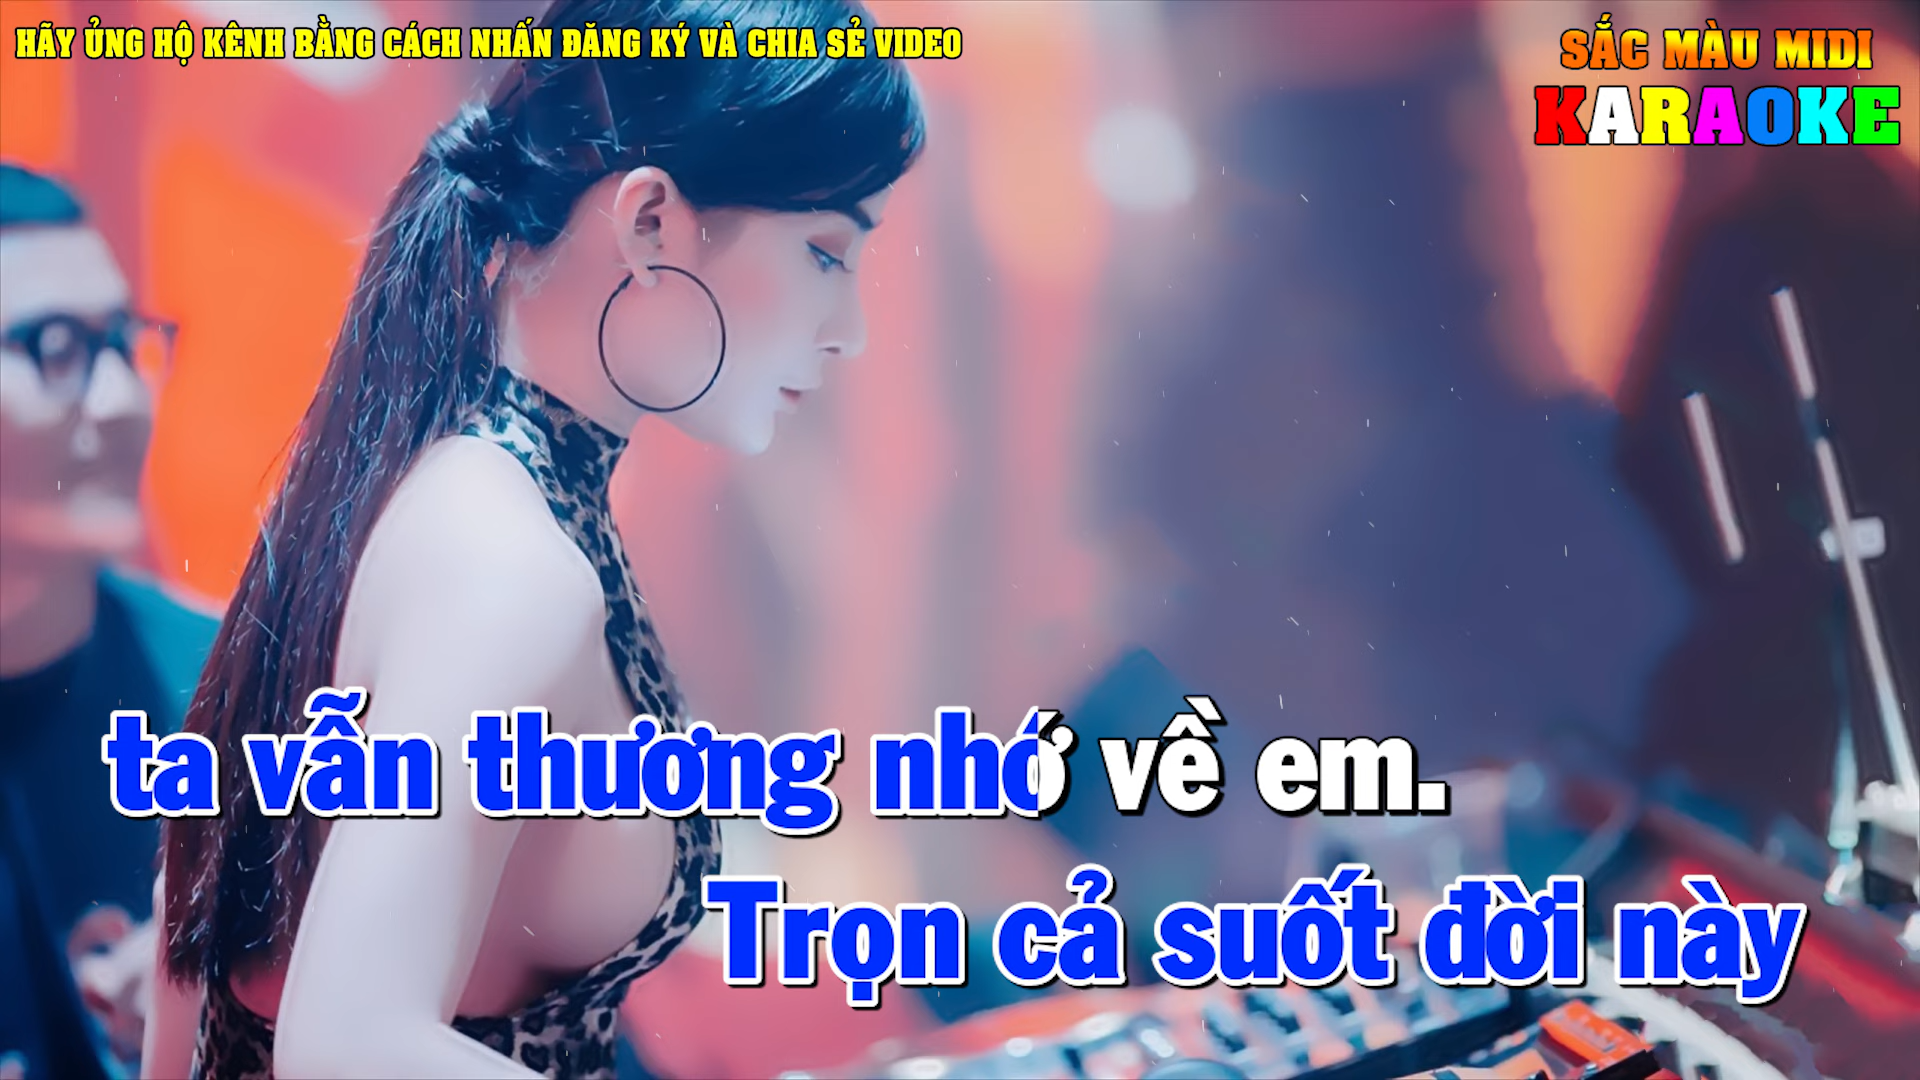 HÃY ỦNG HỘ KÊNH BẰNG CÁCH NHẤN ĐĂNG KÝ VÀ CHIA SẺ VIDEO
SẮC MÀU MIDI
KARAOKE
ta vẫn thương nhớ về em.
Trọn cả suốt đời này